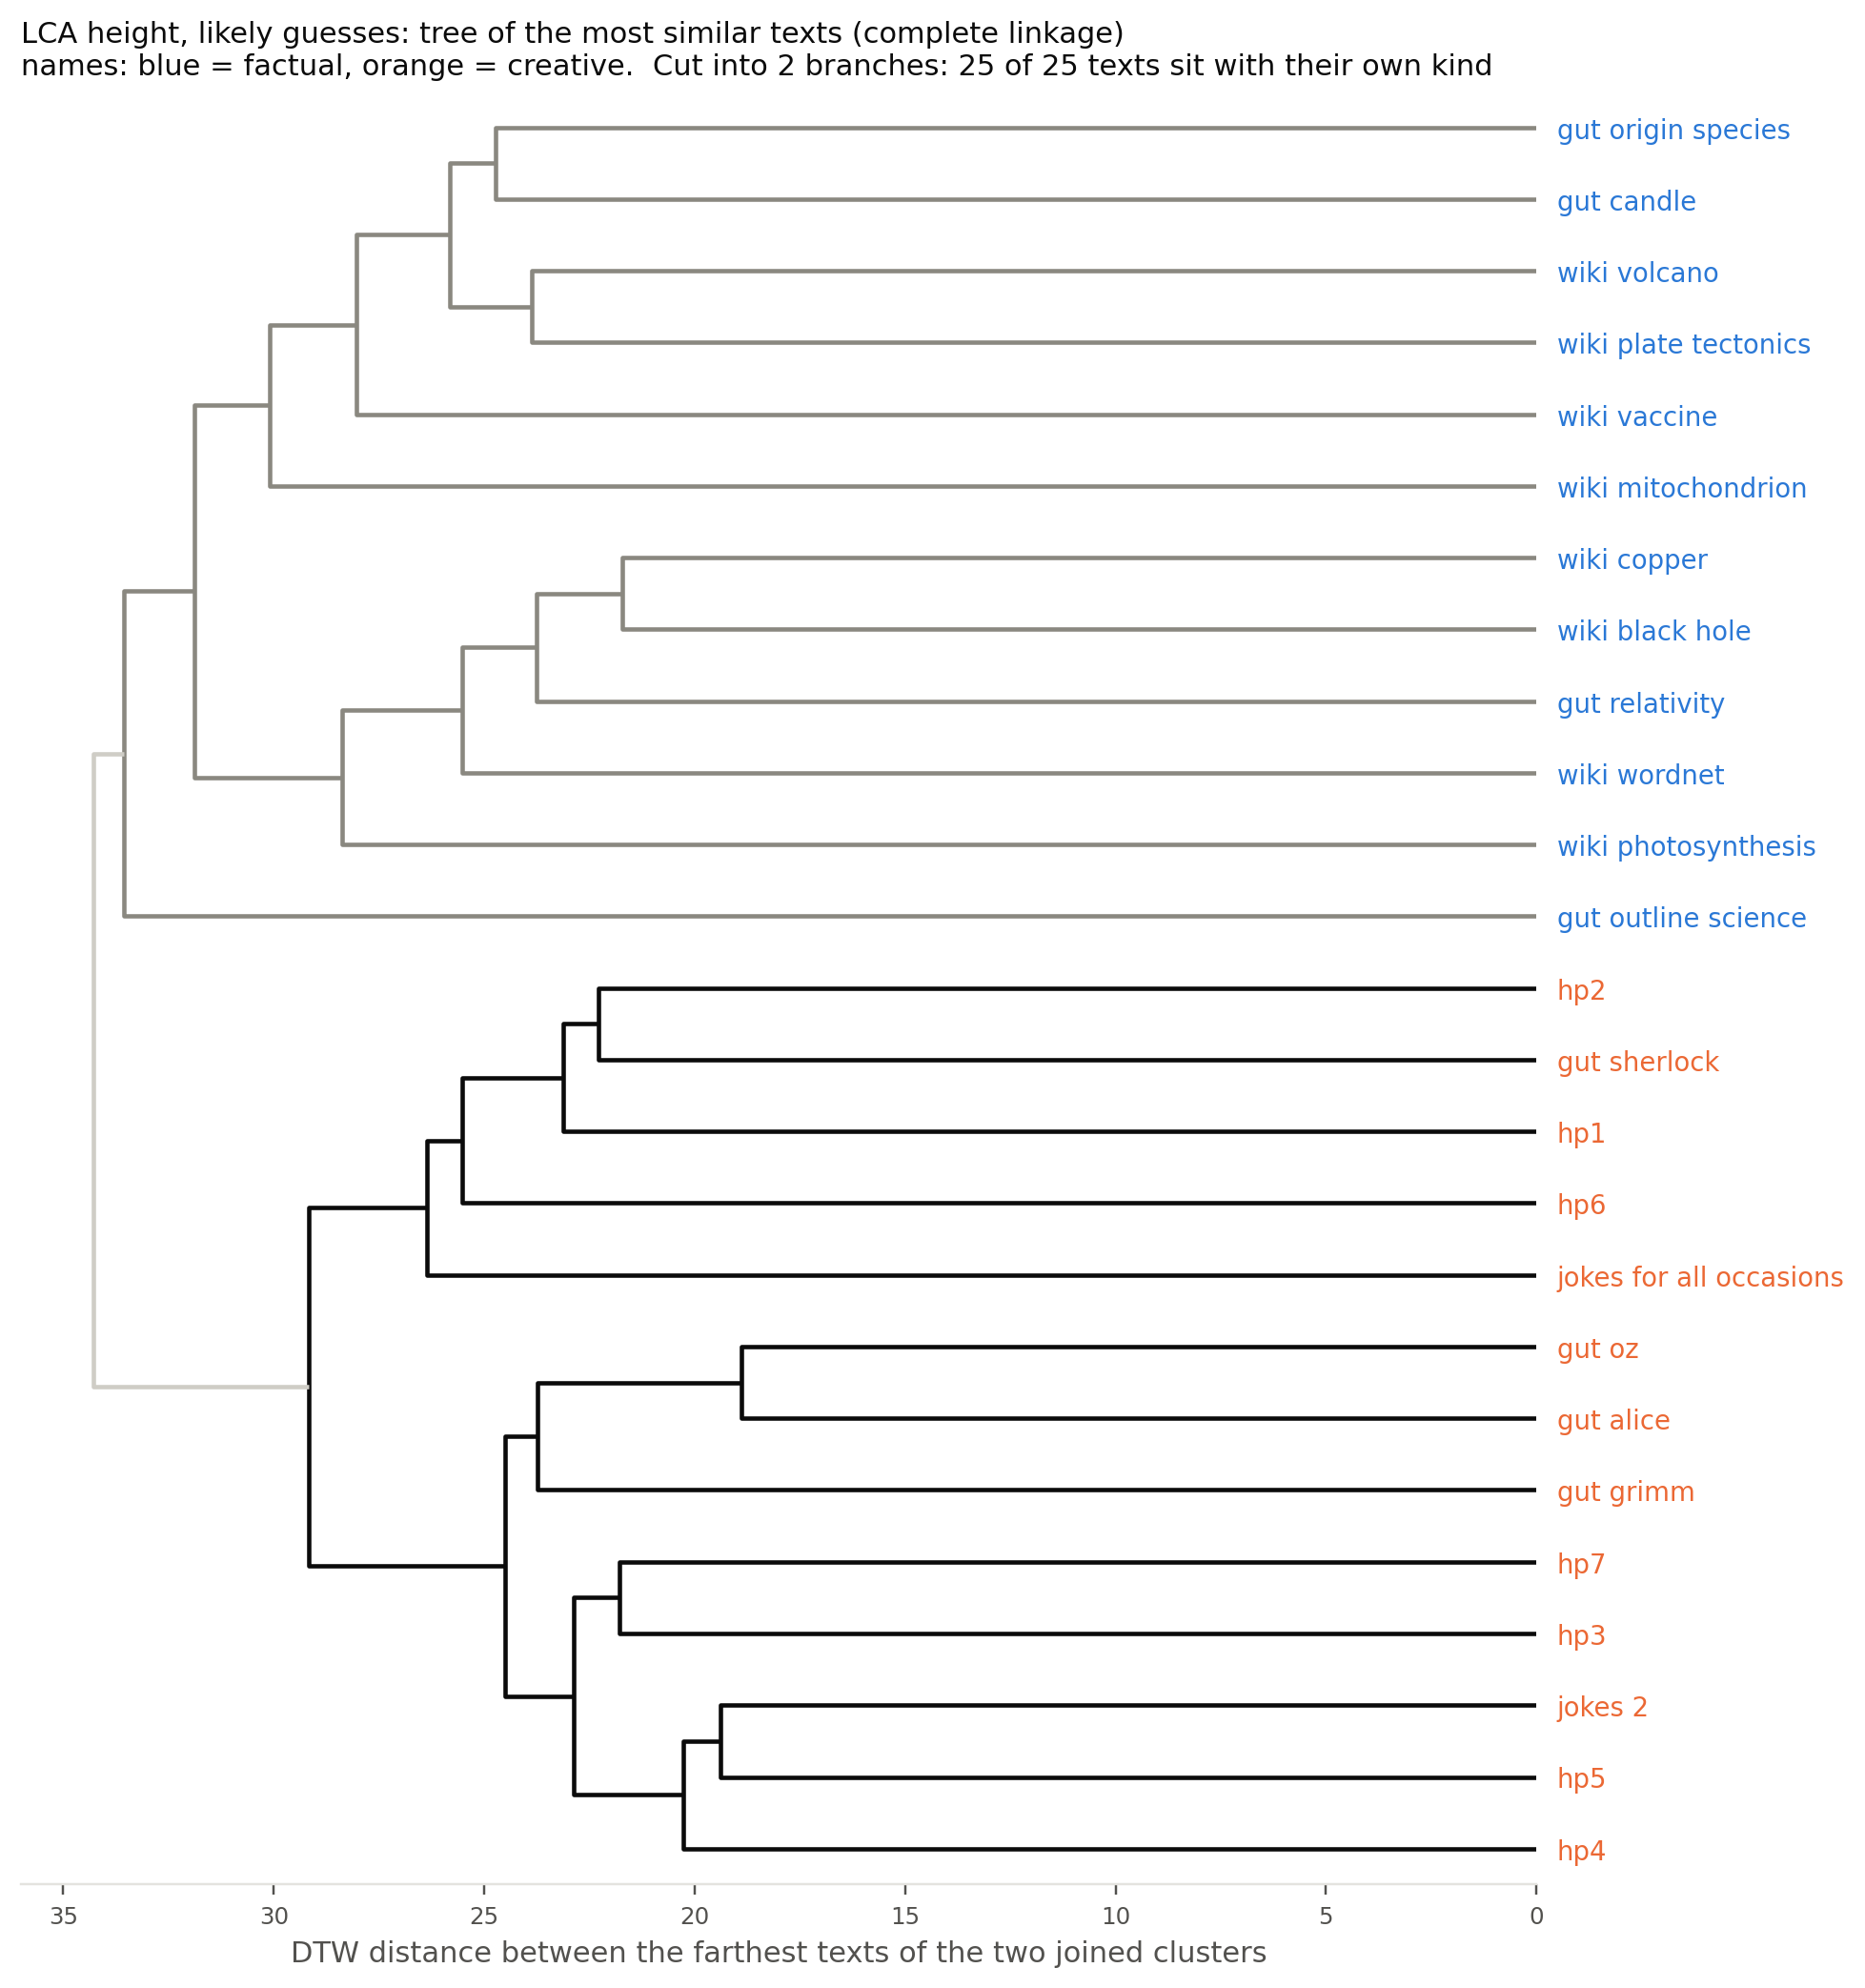 LCA height, likely guesses: tree of the most similar texts (complete linkage)
names: blue = factual, orange = creative.  Cut into 2 branches: 25 of 25 texts sit with their own kind
gut origin species
gut candle
wiki volcano
wiki plate tectonics
wiki vaccine
wiki mitochondrion
wiki copper
wiki black hole
gut relativity
wiki wordnet
wiki photosynthesis
gut outline science
hp2
gut sherlock
hp1
hp6
jokes for all occasions
gut oz
gut alice
gut grimm
hp7
hp3
jokes 2
hp5
hp4
35 30 25 20 15 10 5 0
DTW distance between the farthest texts of the two joined clusters